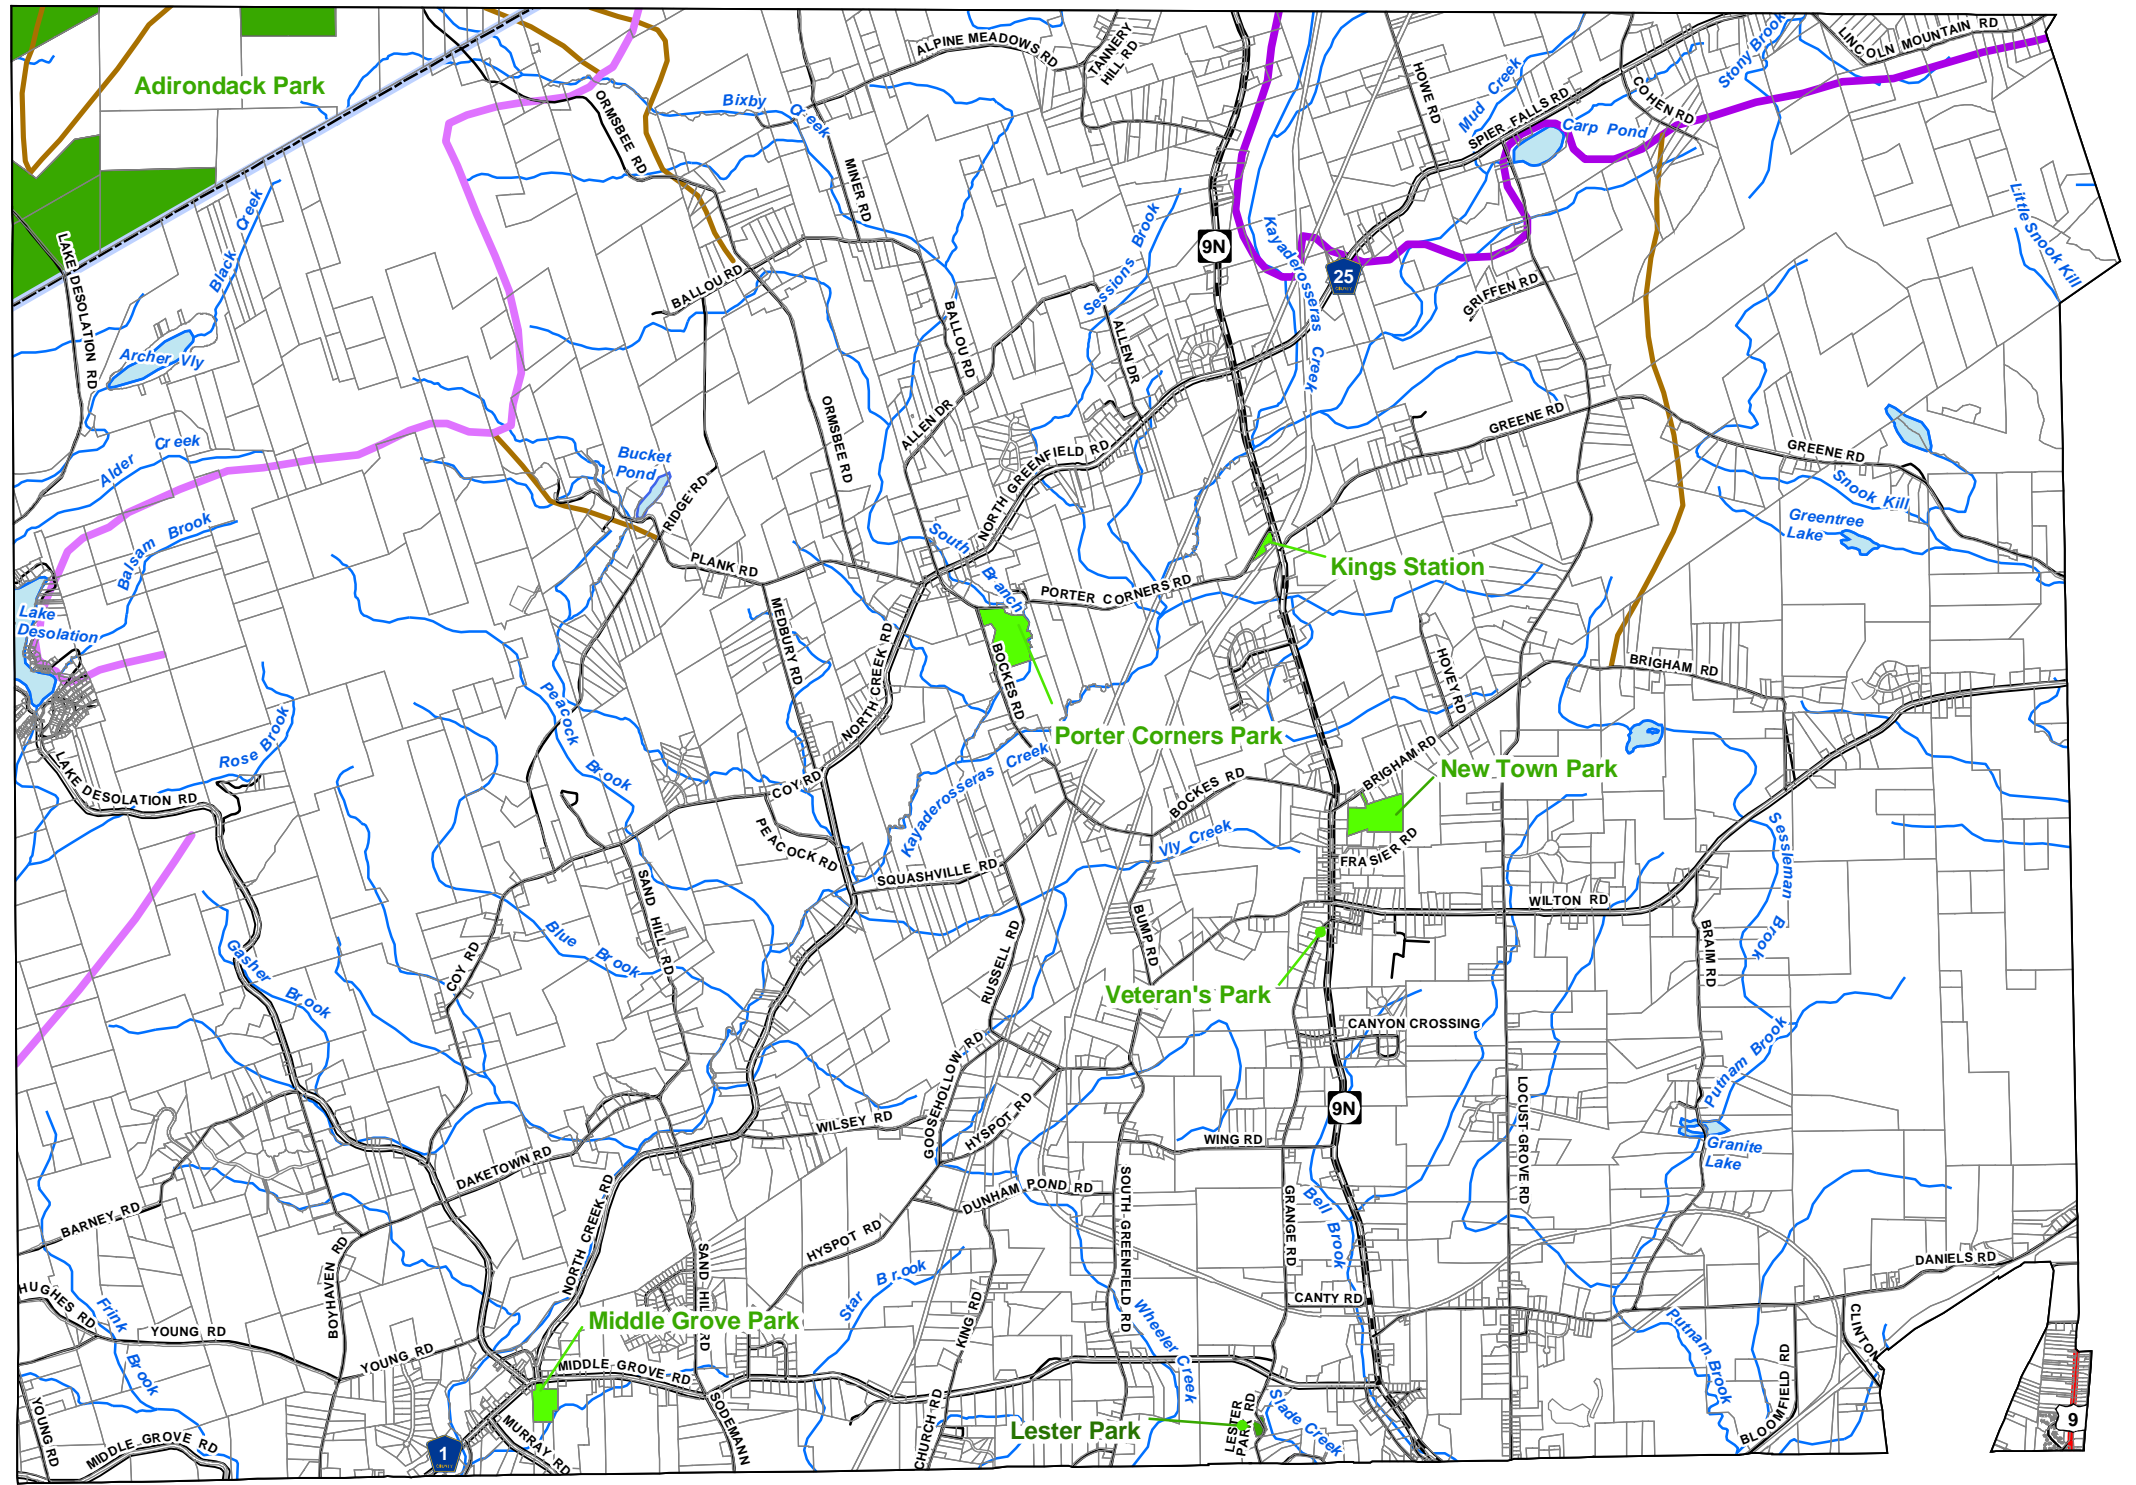 ALPINE MEADOWS RD
TANNERY
HILL RD
LINCOLN MOUNTAIN RD
Adirondack Park
ORMSBEE RD
Bixby Creek
HOWE RD
Mud Creek
SPIER FALLS RD
Stony Brook
COHEN RD
Carp Pond
MINER RD
Black Creek
LAKE DESOLATION RD
Sessions Brook
9N
Kayaderosseras Creek
25
Little Snook Kill
BALLOU RD
GRIFFEN RD
BALLOU RD
ALLEN DR
Archer Vly
ORMSBEE RD
ALLEN DR
GREENE RD
GREENE RD
Alder Creek
Bucket
Pond
RIDGE RD
NORTH GREENFIELD RD
Snook Kill
Greentree
Lake
Balsam Brook
South Branch
PLANK RD
Kings Station
PORTER CORNERS RD
Lake
Desolation
MEDBURY RD
NORTH CREEK RD
BOCKES RD
HOVEY RD
BRIGHAM RD
Peacock Brook
Rose Brook
Porter Corners Park
Kayaderosseras Creek
BRIGHAM RD
New Town Park
LAKE DESOLATION RD
COY RD
BOCKES RD
PEACOCK RD
Vly Creek
FRASIER RD
Sessleman Brook
SQUASHVILLE RD
SAND HILL RD
WILTON RD
BUMP RD
Blue Brook
COY RD
RUSSELL RD
BRAIM RD
Gasher Brook
Veteran's Park
CANYON CROSSING
GOOSEHOLLOW RD
HYSPOT RD
9N
LOCUST GROVE RD
Putnam Brook
WILSEY RD
WING RD
Granite
Lake
DAKETOWN RD
DUNHAM POND RD
SOUTH GREENFIELD RD
GRANGE RD
Bell Brook
BARNEY RD
NORTH CREEK RD
HYSPOT RD
BOYHAVEN RD
SAND HILL RD
Star Brook
DANIELS RD
HUGHES RD
Frink Brook
YOUNG RD
YOUNG RD
Middle Grove Park
KING RD
Wheeler Creek
CANTY RD
Putnam Brook
CLINTON
MIDDLE GROVE RD
BLOOMFIELD RD
YOUNG RD
MIDDLE GROVE RD
1
MURRAY RD
SODEMANN
CHURCH RD
Lester Park
LESTER
PARK RD
Slade Creek
9